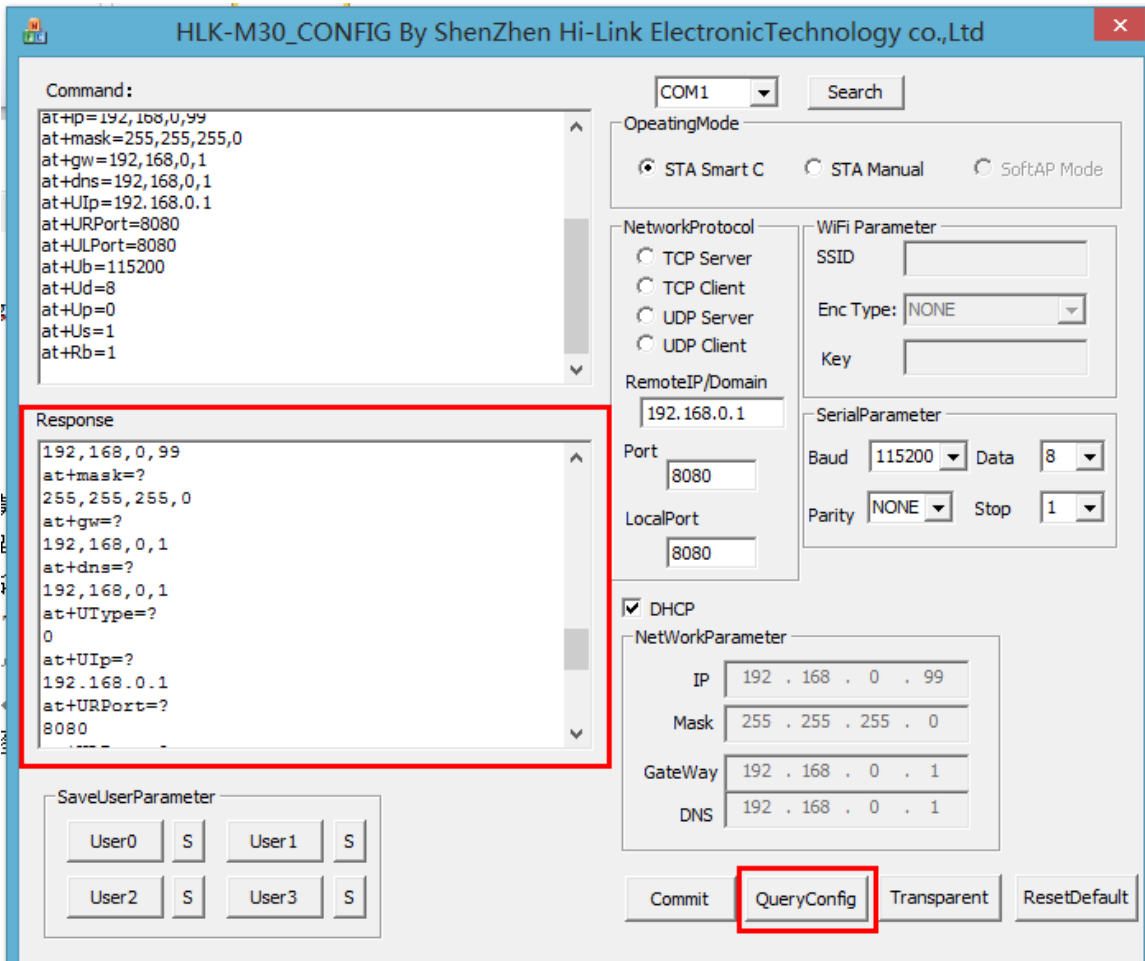 HLK-M30_CONFIG By ShenZhen Hi-Link ElectronicTechnology co.,Ltd
Command:
at+ip=192,168,0,99
at+mask=255,255,255,0
at+gw=192,168,0,1
at+dns=192,168,0,1
at+UIp=192.168.0.1
at+URPort=8080
at+ULPort=8080
at+Ub=115200
at+Ud=8
at+Up=0
at+Us=1
at+Rb=1
Response
192,168,0,99
at+mask=?
255,255,255,0
at+gw=?
192,168,0,1
at+dns=?
192,168,0,1
at+UType=?
0
at+UIp=?
192.168.0.1
at+URPort=?
8080
SaveUserParameter
User0 S User1 S
User2 S User3 S
COM1 Search
OpeatingMode
STA Smart C STA Manual SoftAP Mode
NetworkProtocol
TCP Server
TCP Client
UDP Server
UDP Client
RemoteIP/Domain
192.168.0.1
Port
8080
LocalPort
8080
WiFi Parameter
SSID
Enc Type: NONE
Key
SerialParameter
Baud 115200 Data 8
Parity NONE Stop 1
DHCP
NetWorkParameter
IP 192 . 168 . 0 . 99
Mask 255 . 255 . 255 . 0
GateWay 192 . 168 . 0 . 1
DNS 192 . 168 . 0 . 1
Commit QueryConfig Transparent ResetDefault